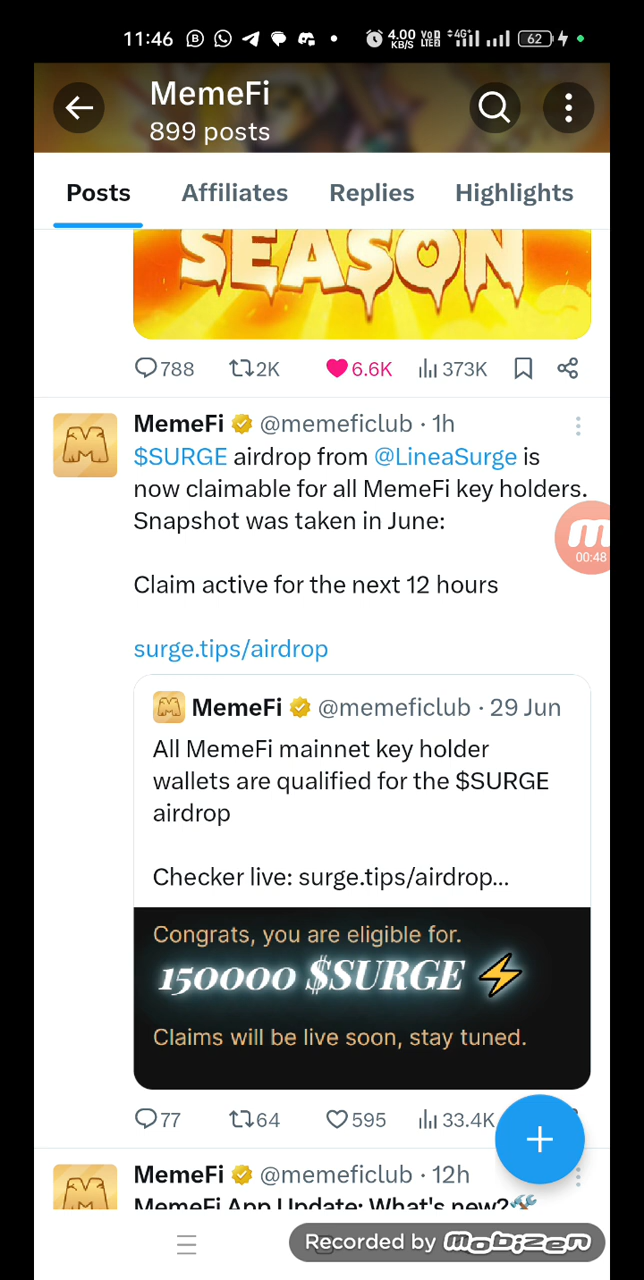 11:46 4.00 KB/S VoD LTE 4G 62
MemeFi
899 posts
Posts Affiliates Replies Highlights
SEASON
788 2K 6.6K 373K
MemeFi @memeficlub · 1h
$SURGE airdrop from @LineaSurge is
now claimable for all MemeFi key holders.
Snapshot was taken in June:
00:48
Claim active for the next 12 hours
surge.tips/airdrop
MemeFi @memeficlub · 29 Jun
All MemeFi mainnet key holder
wallets are qualified for the $SURGE
airdrop
Checker live: surge.tips/airdrop...
Congrats, you are eligible for.
150000 $SURGE ⚡
Claims will be live soon, stay tuned.
77 64 595 33.4K
MemeFi @memeficlub · 12h
MemeFi App Update: What's new?🛠
Recorded by mobizen